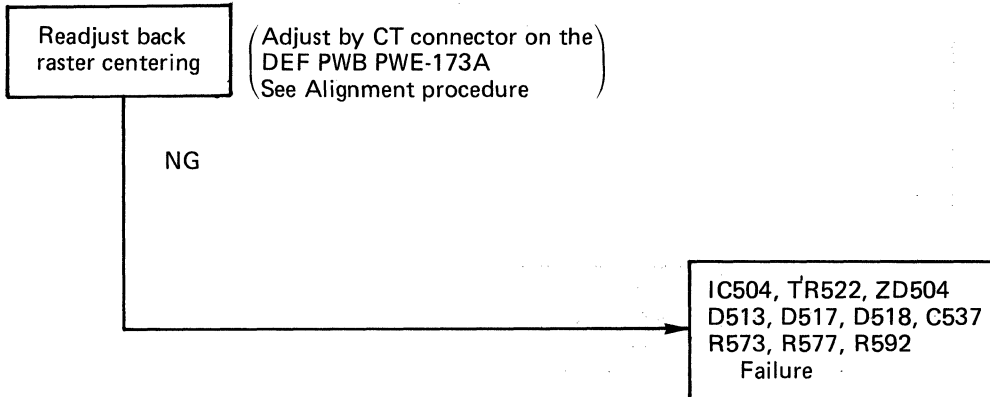 Readjust back
raster centering
(Adjust by CT connector on the
DEF PWB PWE-173A
See Alignment procedure)
NG
IC504, TR522, ZD504
D513, D517, D518, C537
R573, R577, R592
Failure